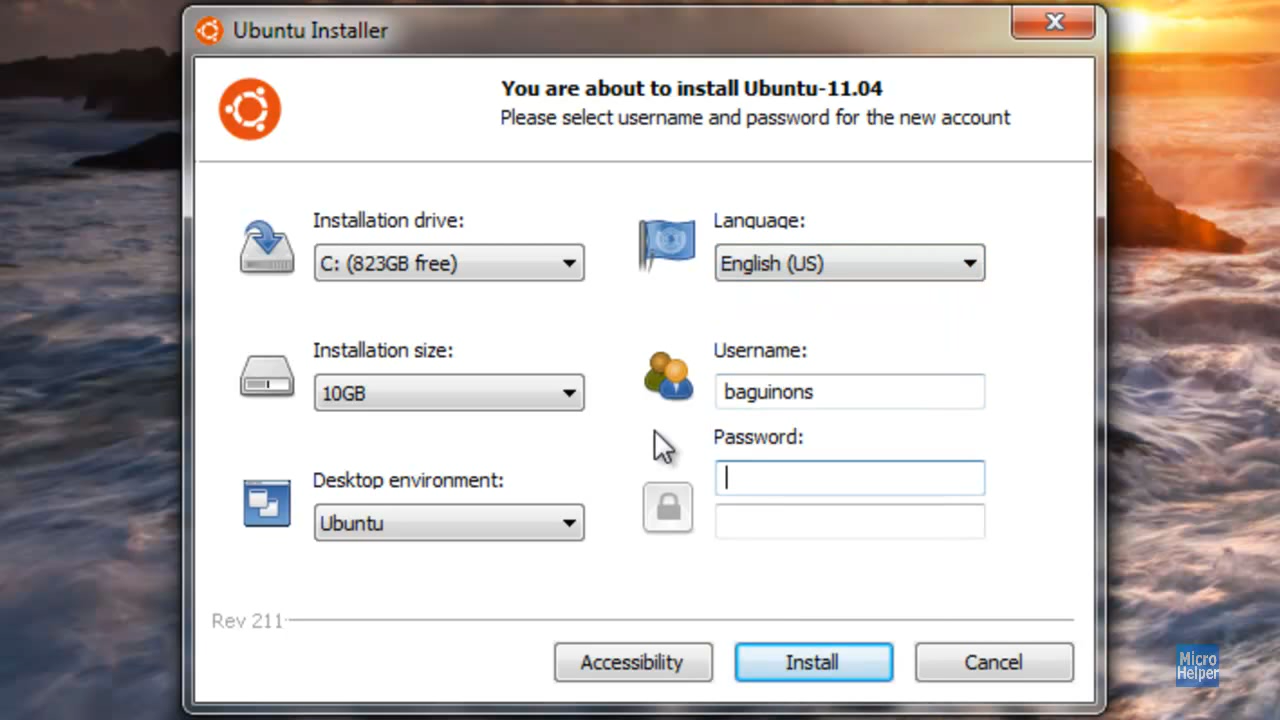 Ubuntu Installer
You are about to install Ubuntu-11.04
Please select username and password for the new account
Installation drive:
C: (823GB free)
Language:
English (US)
Installation size:
10GB
Username:
baguinons
Password:
Desktop environment:
Ubuntu
Rev 211
Accessibility
Install
Cancel
Micro
Helper